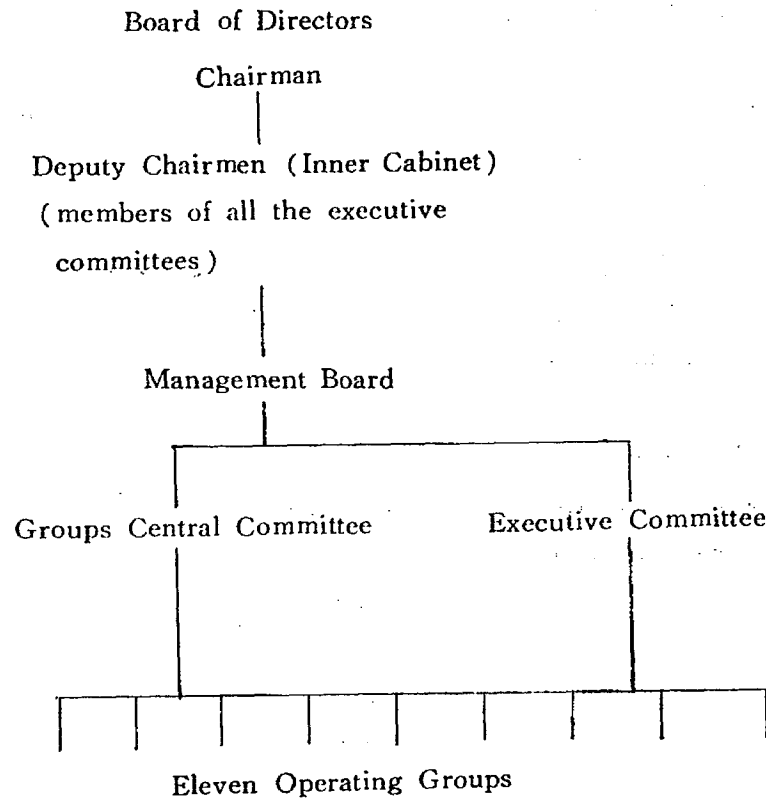 Board of Directors
Chairman
Deputy Chairmen (Inner Cabinet)
(members of all the executive
committees)
Management Board
Groups Central Committee
Executive Committee
Eleven Operating Groups